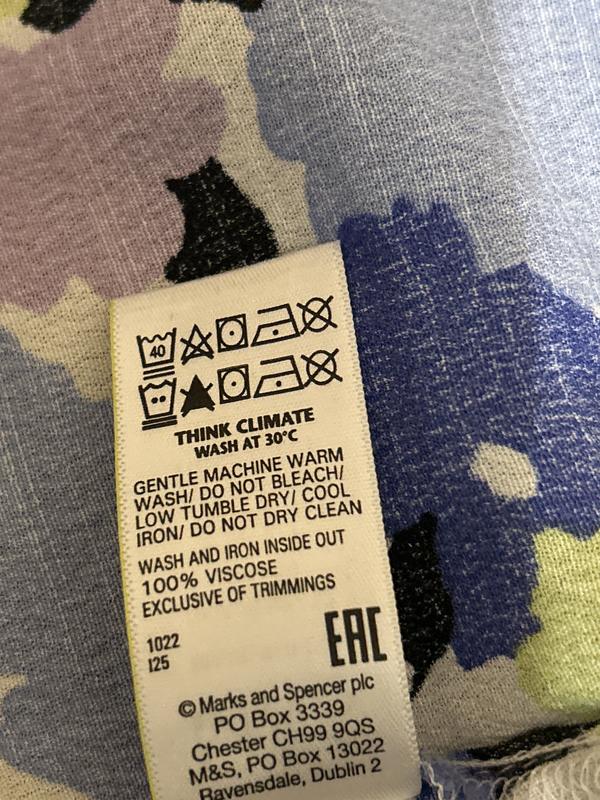 40
THINK CLIMATE
WASH AT 30°C
GENTLE MACHINE WARM
WASH/ DO NOT BLEACH/
LOW TUMBLE DRY/ COOL
IRON/ DO NOT DRY CLEAN
WASH AND IRON INSIDE OUT
100% VISCOSE
EXCLUSIVE OF TRIMMINGS
1022
I25
EAC
© Marks and Spencer plc
PO Box 3339
Chester CH99 9QS
M&S, PO Box 13022
Ravensdale, Dublin 2